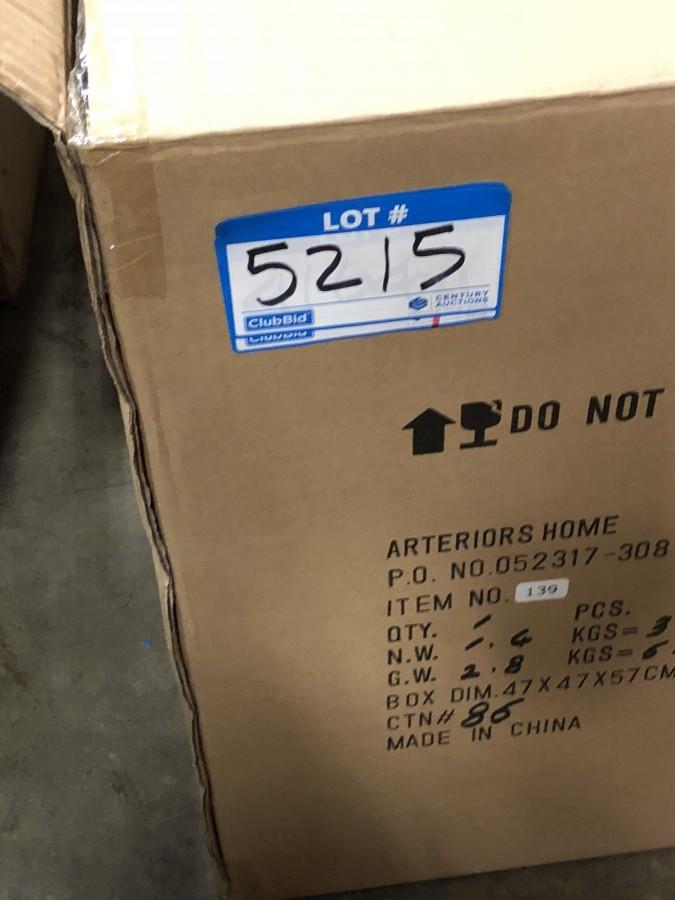 LOT #
5215
CENTURY AUCTIONS
ClubBid
ClubBid
DO NOT
ARTERIORS HOME
P.O. NO.052317-308
ITEM NO. 139
QTY. 1 PCS.
N.W. 1.4 KGS= 3
G.W. 2.8 KGS= 6
BOX DIM.47X47X57CM
CTN# 86
MADE IN CHINA